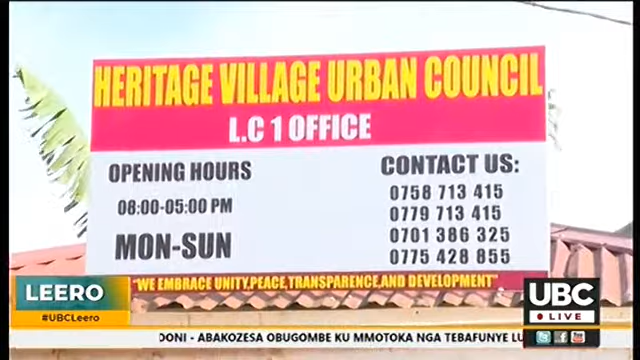 HERITAGE VILLAGE URBAN COUNCIL
L.C 1 OFFICE
OPENING HOURS
08:00-05:00 PM
MON-SUN
CONTACT US:
0758 713 415
0779 713 415
0701 386 325
0775 428 855
"WE EMBRACE UNITY,PEACE,TRANSPARENCE,AND DEVELOPMENT"
LEERO
#UBCLeero
UBC
LIVE
DONI - ABAKOZESA OBUGOMBE KU MMOTOKA NGA TEBAFUNYE